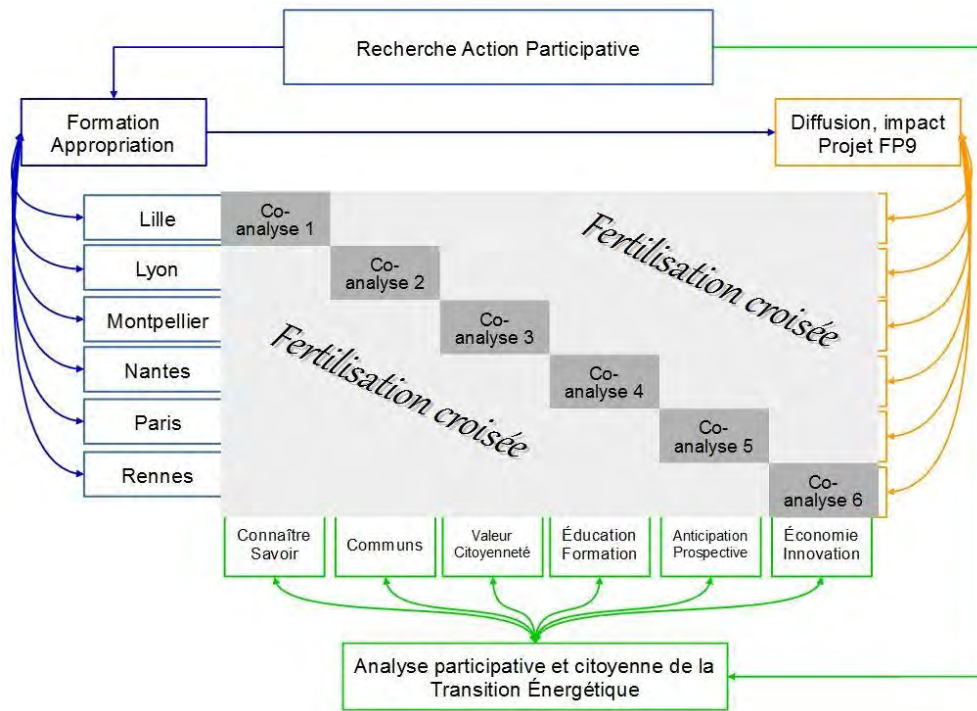 Recherche Action Participative
Formation
Appropriation
Diffusion, impact
Projet FP9
Lille
Co-
analyse 1
Lyon
Co-
analyse 2
Montpellier
Co-
analyse 3
Nantes
Co-
analyse 4
Paris
Co-
analyse 5
Rennes
Co-
analyse 6
Fertilisation croisée
Fertilisation croisée
Connaître
Savoir
Communs
Valeur
Citoyenneté
Éducation
Formation
Anticipation
Prospective
Économie
Innovation
Analyse participative et citoyenne de la
Transition Énergétique